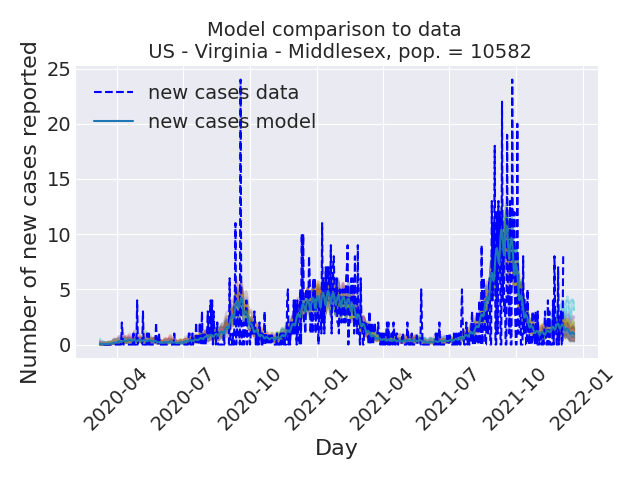 Model comparison to data
US - Virginia - Middlesex, pop. = 10582
Number of new cases reported
25
20
15
10
5
0
new cases data
new cases model
2020-04
2020-07
2020-10
2021-01
2021-04
2021-07
2021-10
2022-01
Day